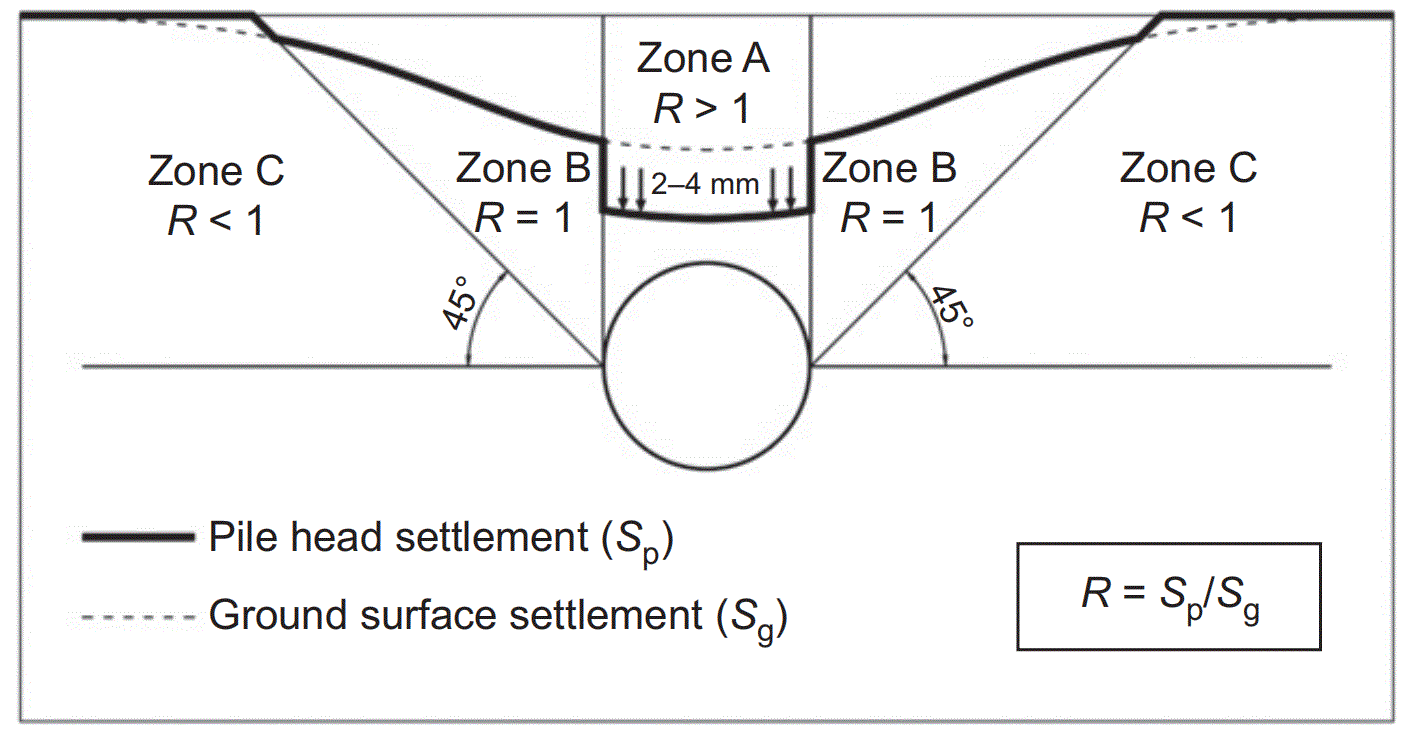 Zone A
R > 1
Zone C
R < 1
Zone B
R = 1
2–4 mm
Zone B
R = 1
Zone C
R < 1
45°
45°
Pile head settlement (Sp)
Ground surface settlement (Sg)
R = Sp/Sg